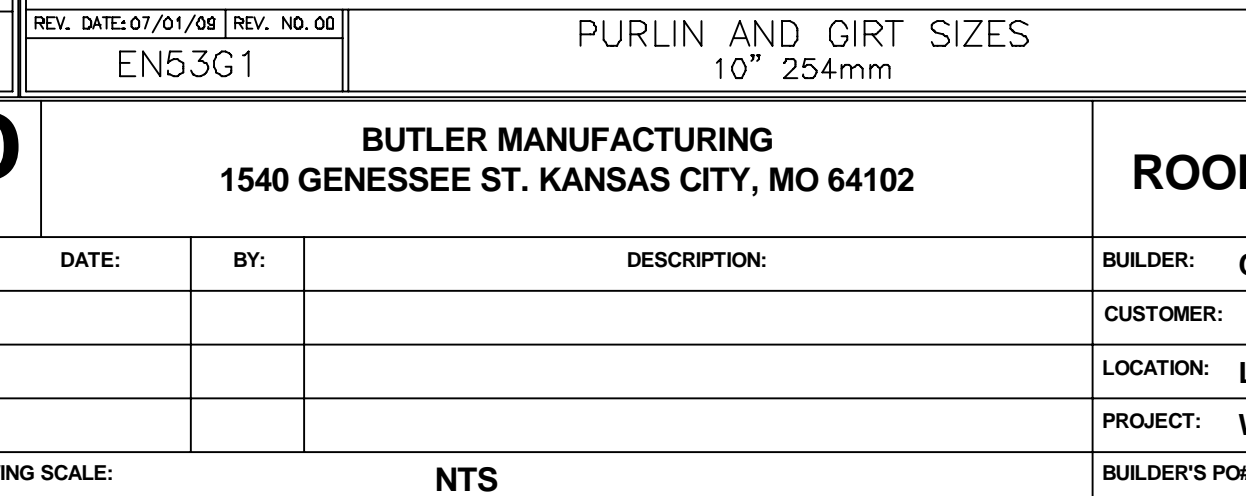 REV. DATE:07/01/09 REV. NO. 00
EN53G1
PURLIN AND GIRT SIZES
10" 254mm
BUTLER MANUFACTURING
1540 GENESSEE ST. KANSAS CITY, MO 64102
DATE: BY: DESCRIPTION:
BUILDER:
CUSTOMER:
LOCATION:
PROJECT:
SCALE: NTS
BUILDER'S PO#